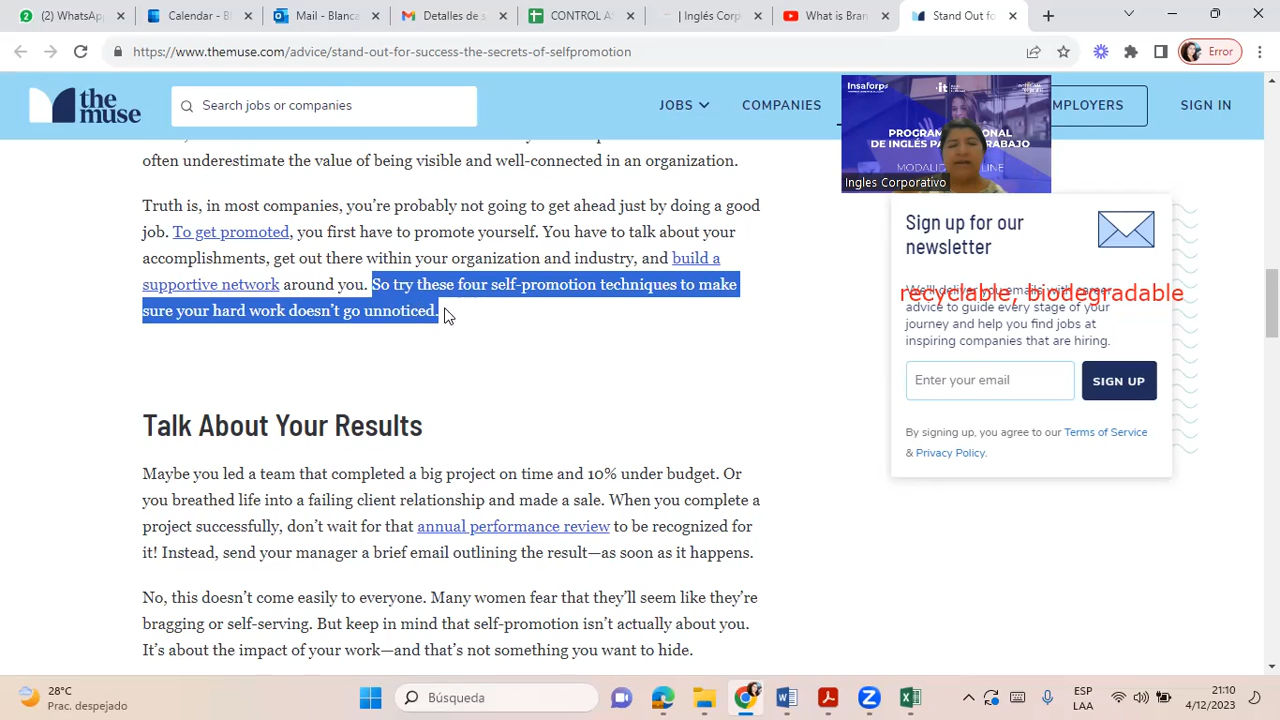 (2) WhatsAp
Calendar - Bl
Mail - Blanca
Detalles de s
CONTROL AS
| Inglés Corp
What is Bran
Stand Out fo
https://www.themuse.com/advice/stand-out-for-success-the-secrets-of-selfpromotion
Error
the muse
Search jobs or companies
JOBS
COMPANIES
MPLOYERS
SIGN IN
Insaforp
PROGRAM
ONAL
DE INGLÉS PA
RABAJO
MODALID
LINE
Ingles Corporativo
often underestimate the value of being visible and well-connected in an organization.
Truth is, in most companies, you’re probably not going to get ahead just by doing a good
job. To get promoted, you first have to promote yourself. You have to talk about your
accomplishments, get out there within your organization and industry, and build a
supportive network around you. So try these four self-promotion techniques to make
sure your hard work doesn’t go unnoticed.
Talk About Your Results
Maybe you led a team that completed a big project on time and 10% under budget. Or
you breathed life into a failing client relationship and made a sale. When you complete a
project successfully, don’t wait for that annual performance review to be recognized for
it! Instead, send your manager a brief email outlining the result—as soon as it happens.
No, this doesn’t come easily to everyone. Many women fear that they’ll seem like they’re
bragging or self-serving. But keep in mind that self-promotion isn’t actually about you.
It’s about the impact of your work—and that’s not something you want to hide.
Sign up for our
newsletter
We'll deliver you emails with career
recyclable, biodegradable
advice to guide every stage of your
journey and help you find jobs at
inspiring companies that are hiring.
Enter your email
SIGN UP
By signing up, you agree to our Terms of Service
& Privacy Policy.
28°C
Prac. despejado
Búsqueda
ESP
LAA
21:10
4/12/2023